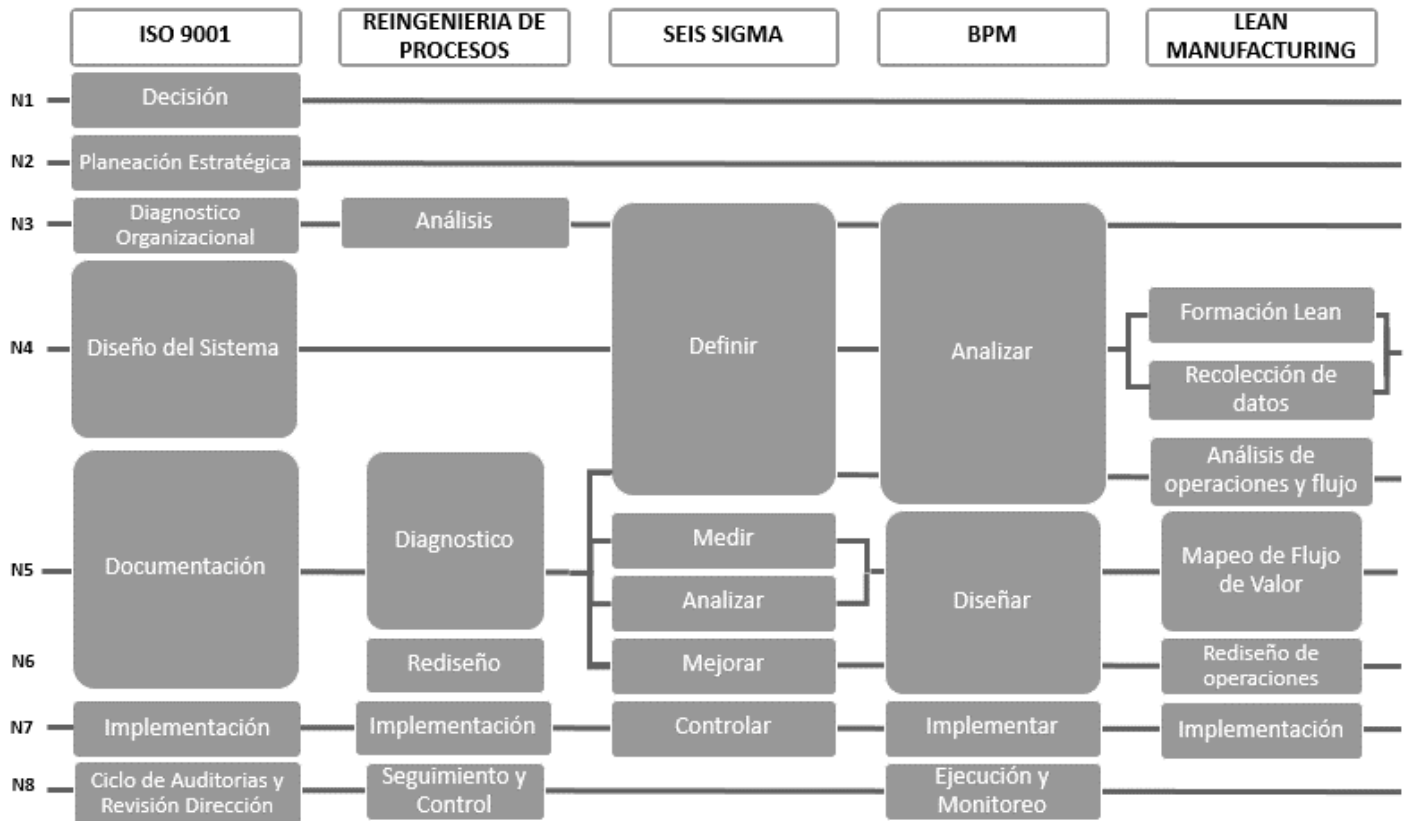 ISO 9001
REINGENIERIA DE
PROCESOS
SEIS SIGMA
BPM
LEAN
MANUFACTURING
N1
Decisión
N2
Planeación Estratégica
N3
Diagnostico
Organizacional
Análisis
N4
Diseño del Sistema
Definir
Analizar
Formación Lean
Recolección de
datos
Análisis de
operaciones y flujo
N5
Documentación
Diagnostico
Medir
Analizar
Diseñar
Mapeo de Flujo
de Valor
N6
Rediseño
Mejorar
Rediseño de
operaciones
N7
Implementación
Implementación
Controlar
Implementar
Implementación
N8
Ciclo de Auditorias y
Revisión Dirección
Seguimiento y
Control
Ejecución y
Monitoreo